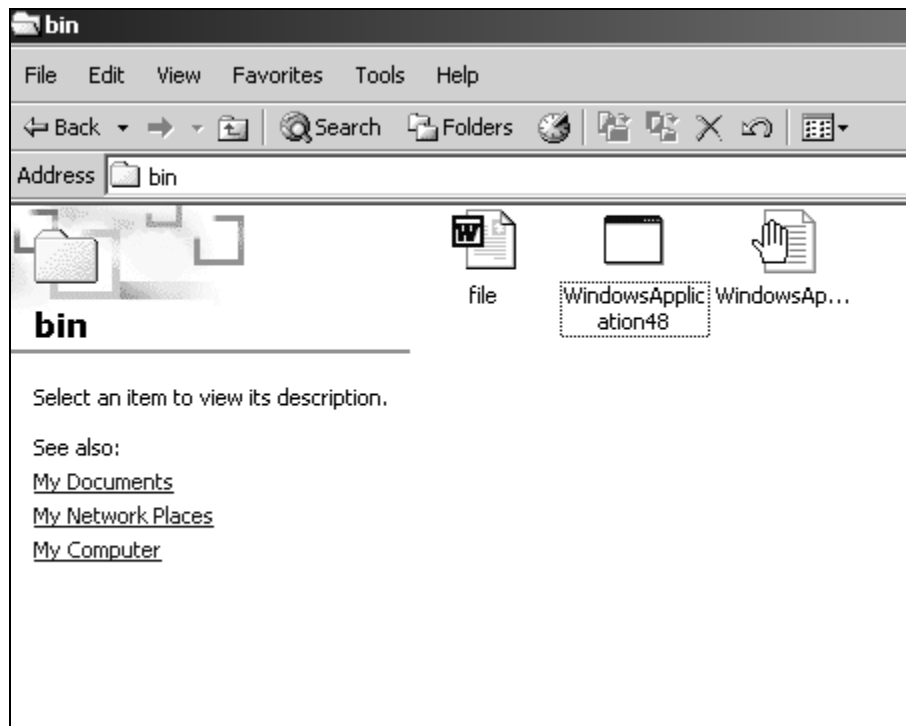 bin
File Edit View Favorites Tools Help
Back Search Folders
Address bin
file
WindowsApplic
ation48
WindowsAp...
bin
Select an item to view its description.
See also:
My Documents
My Network Places
My Computer